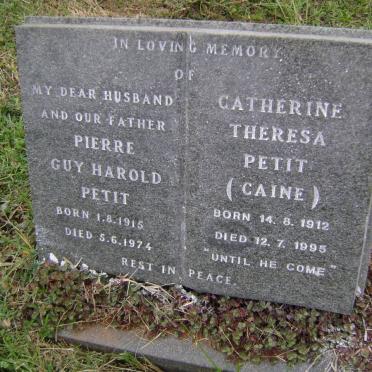 IN LOVING MEMORY
OF
MY DEAR HUSBAND
AND OUR FATHER
PIERRE
GUY HAROLD
PETIT
BORN 1.8.1915
DIED 5.6.1974
CATHERINE
THERESA
PETIT
(CAINE)
BORN 14.8.1912
DIED 12.7.1995
"UNTIL HE COME"
REST IN PEACE.